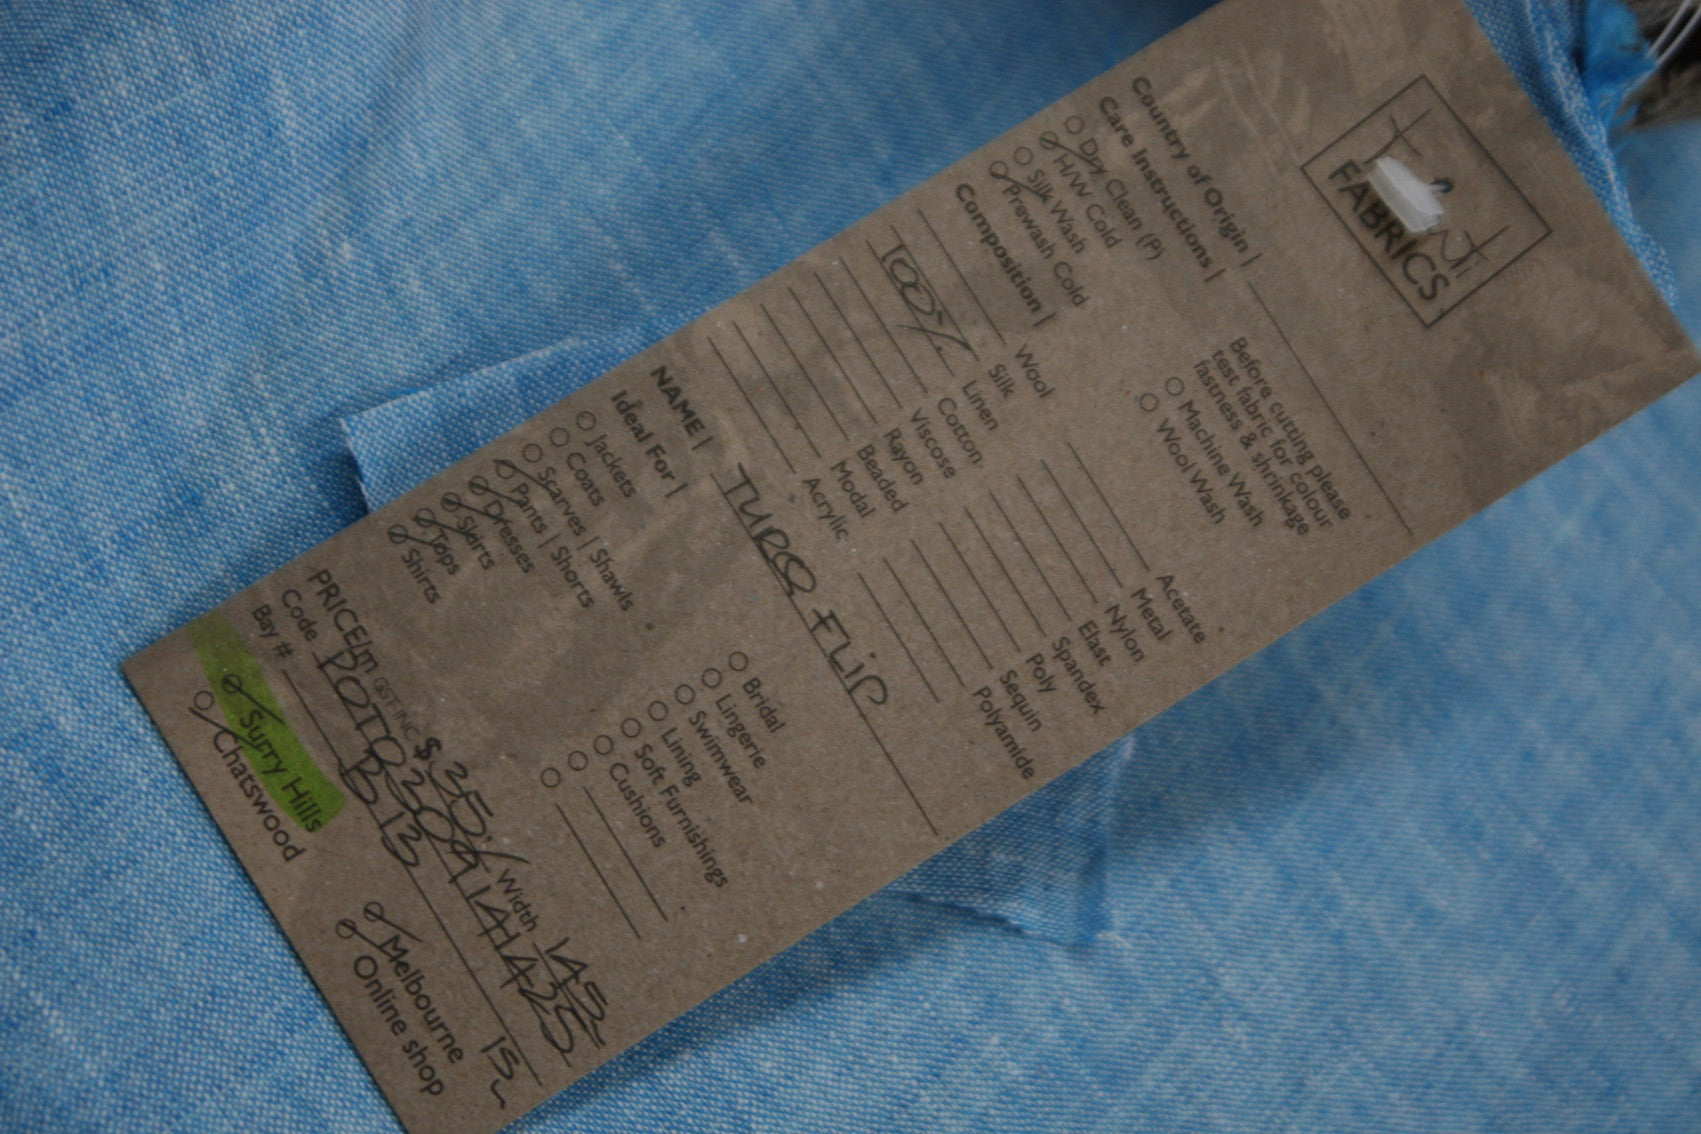 FABRICS
Country of Origin |
Care Instructions |
Before cutting please
test fabric for colour
fastness & shrinkage
Dry Clean (P)
H/W Cold
Silk Wash
Prewash Cold
Machine Wash
Wool Wash
Composition |
Wool
Silk
100% Linen
Cotton
Viscose
Rayon
Beaded
Modal
Acrylic
Acetate
Metal
Nylon
Elast
Spandex
Poly
Sequin
Polyamide
NAME | TURQ FLIP
Ideal For |
Jackets
Coats
Scarves | Shawls
Pants | Shorts
Dresses
Skirts
Tops
Shirts
Bridal
Lingerie
Swimwear
Lining
Soft Furnishings
Cushions
PRICE/m GST INC $ 25 Width 145
Code
Bay # B 13
Surry Hills
Chatswood
Melbourne
Online shop